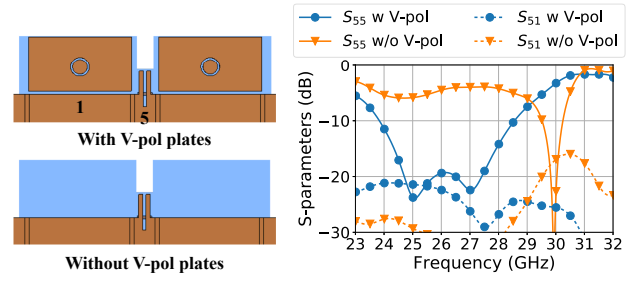 1
5
With V-pol plates
Without V-pol plates
S55 w V-pol
S51 w V-pol
S55 w/o V-pol
S51 w/o V-pol
S-parameters (dB)
0
−10
−20
−30
23 24 25 26 27 28 29 30 31 32
Frequency (GHz)